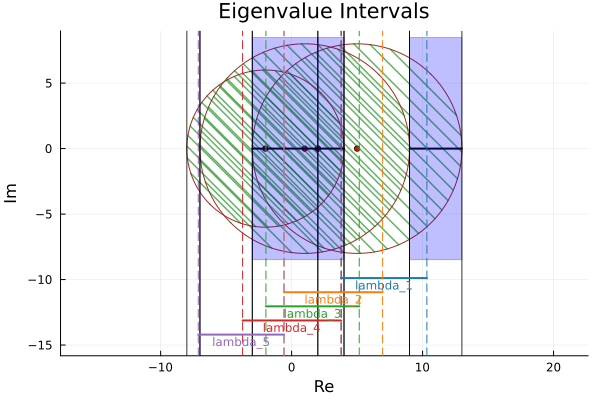 Eigenvalue Intervals
Im
5
0
−5
−10
−15
lambda_1
lambda_2
lambda_3
lambda_4
lambda_5
−10
0
10
20
Re